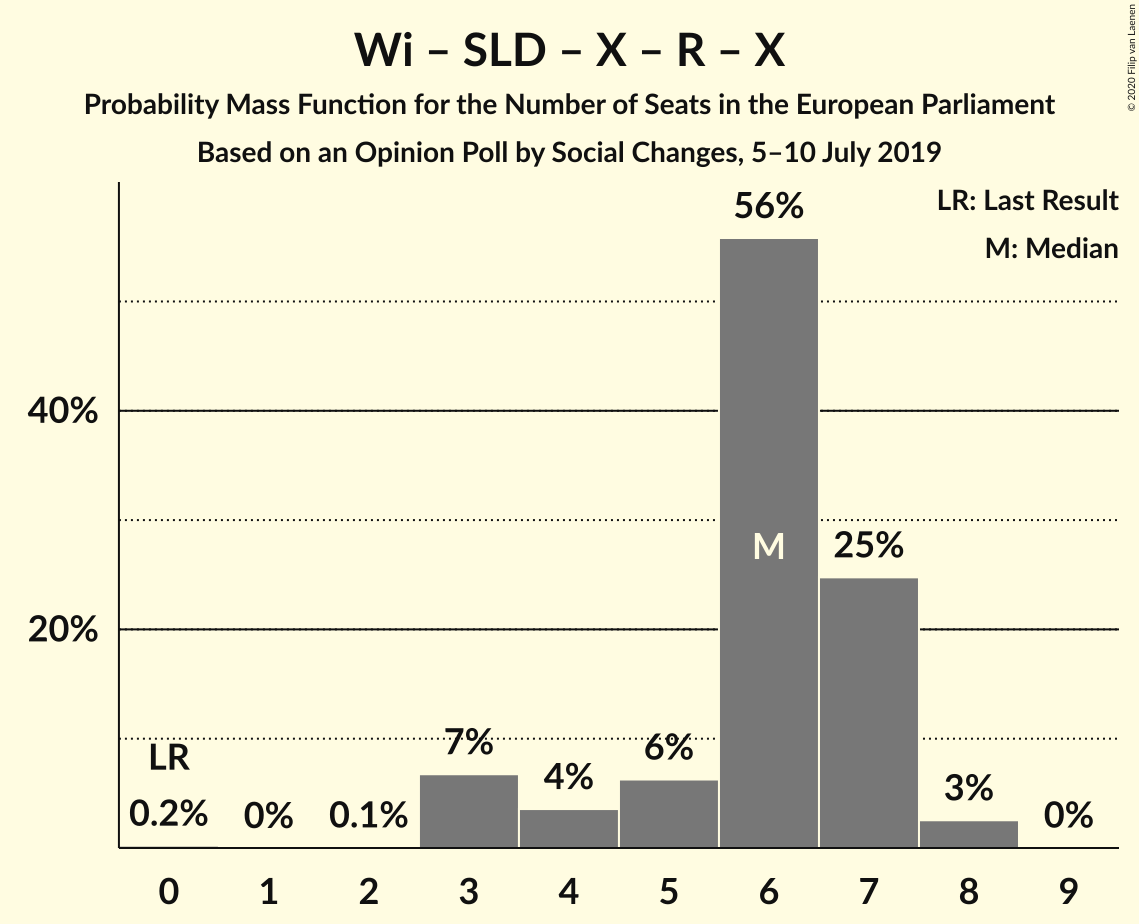 Wi – SLD – X – R – X
Probability Mass Function for the Number of Seats in the European Parliament
Based on an Opinion Poll by Social Changes, 5–10 July 2019
© 2020 Filip van Laenen
LR: Last Result
M: Median
56%
40%
M
25%
20%
LR
7%
4%
6%
3%
0.2%
0%
0.1%
0%
0 1 2 3 4 5 6 7 8 9